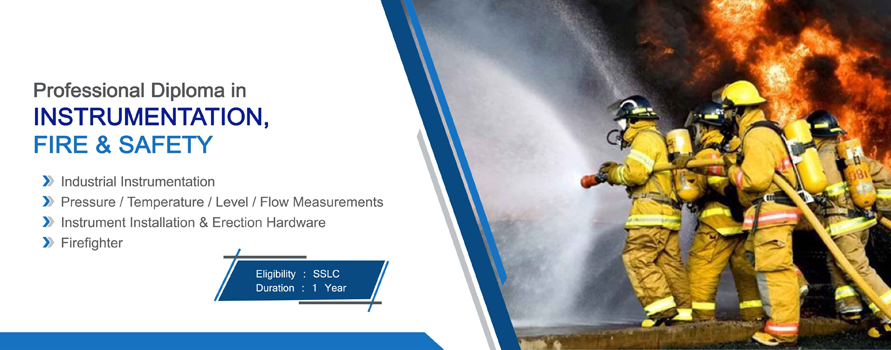 Professional Diploma in
INSTRUMENTATION,
FIRE & SAFETY
Industrial Instrumentation
Pressure / Temperature / Level / Flow Measurements
Instrument Installation & Erection Hardware
Firefighter
Eligibility : SSLC
Duration : 1 Year